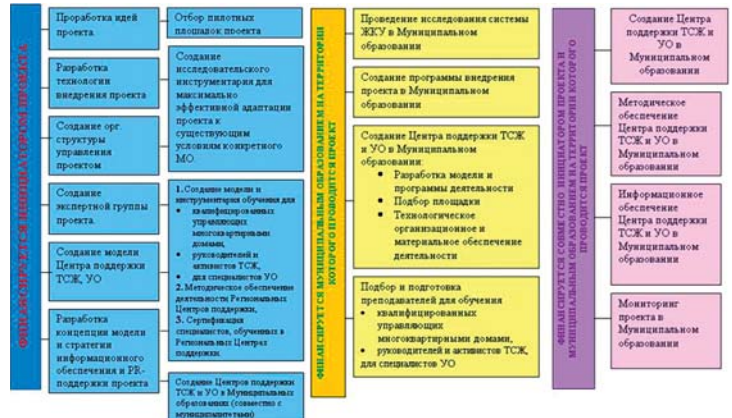 ФИНАНСИРУЕТСЯ ИНИЦИАТОРОМ ПРОЕКТА
Проработка идей
проекта.
Разработка
технологии
внедрения проекта
Создание орг.
структуры
управления
проектом
Создание
экспертной группы
проекта.
Создание модели
Центра поддержки
ТСЖ, УО
Разработка
концепции модели
и стратегии
информационного
обеспечения и PR-
поддержки проекта
Отбор пилотных
площадок проекта
Создание
исследовательского
инструментария для
максимально
эффективной адаптации
проекта к
существующим
условиям конкретного
МО.
1. Создание модели и
инструментария обучения для
• квалифицированных
управляющих
многоквартирными
домами,
• руководителей и
активистов ТСЖ,
• для специалистов УО
2. Методическое обеспечение
деятельности Региональных
Центров поддержки,
3. Сертификация
специалистов, обученных в
Региональных Центрах
поддержки.
Создание Центров поддержки
ТСЖ и УО в Муниципальных
образованиях (совместно с
муниципалитетами)
ФИНАНСИРУЕТСЯ МУНИЦИПАЛЬНЫМ ОБРАЗОВАНИЕМ НА ТЕРРИТОРИИ
КОТОРОГО ПРОВОДИТСЯ ПРОЕКТ
Проведение исследования системы
ЖКУ в Муниципальном
образовании
Создание программы внедрения
проекта в Муниципальном
образовании
Создание Центра поддержки ТСЖ
и УО в Муниципальном
образовании:
• Разработка модели и
программы деятельности
• Подбор площадки
• Технологическое
организационное и
материальное обеспечение
деятельности
Подбор и подготовка
преподавателей для обучения
• квалифицированных
управляющих
многоквартирными домами,
• руководителей и активистов ТСЖ,
для специалистов УО
ФИНАНСИРУЕТСЯ СОВМЕСТНО ИНИЦИАТОРОМ ПРОЕКТА И
МУНИЦИПАЛЬНЫМ ОБРАЗОВАНИЕМ НА ТЕРРИТОРИИ КОТОРОГО
ПРОВОДИТСЯ ПРОЕКТ
Создание Центра
поддержки ТСЖ и
УО в
Муниципальном
образовании
Методическое
обеспечение
Центра поддержки
ТСЖ и УО в
Муниципальном
образовании
Информационное
обеспечение
Центра поддержки
ТСЖ и УО в
Муниципальном
образовании
Мониторинг
проекта в
Муниципальном
образовании